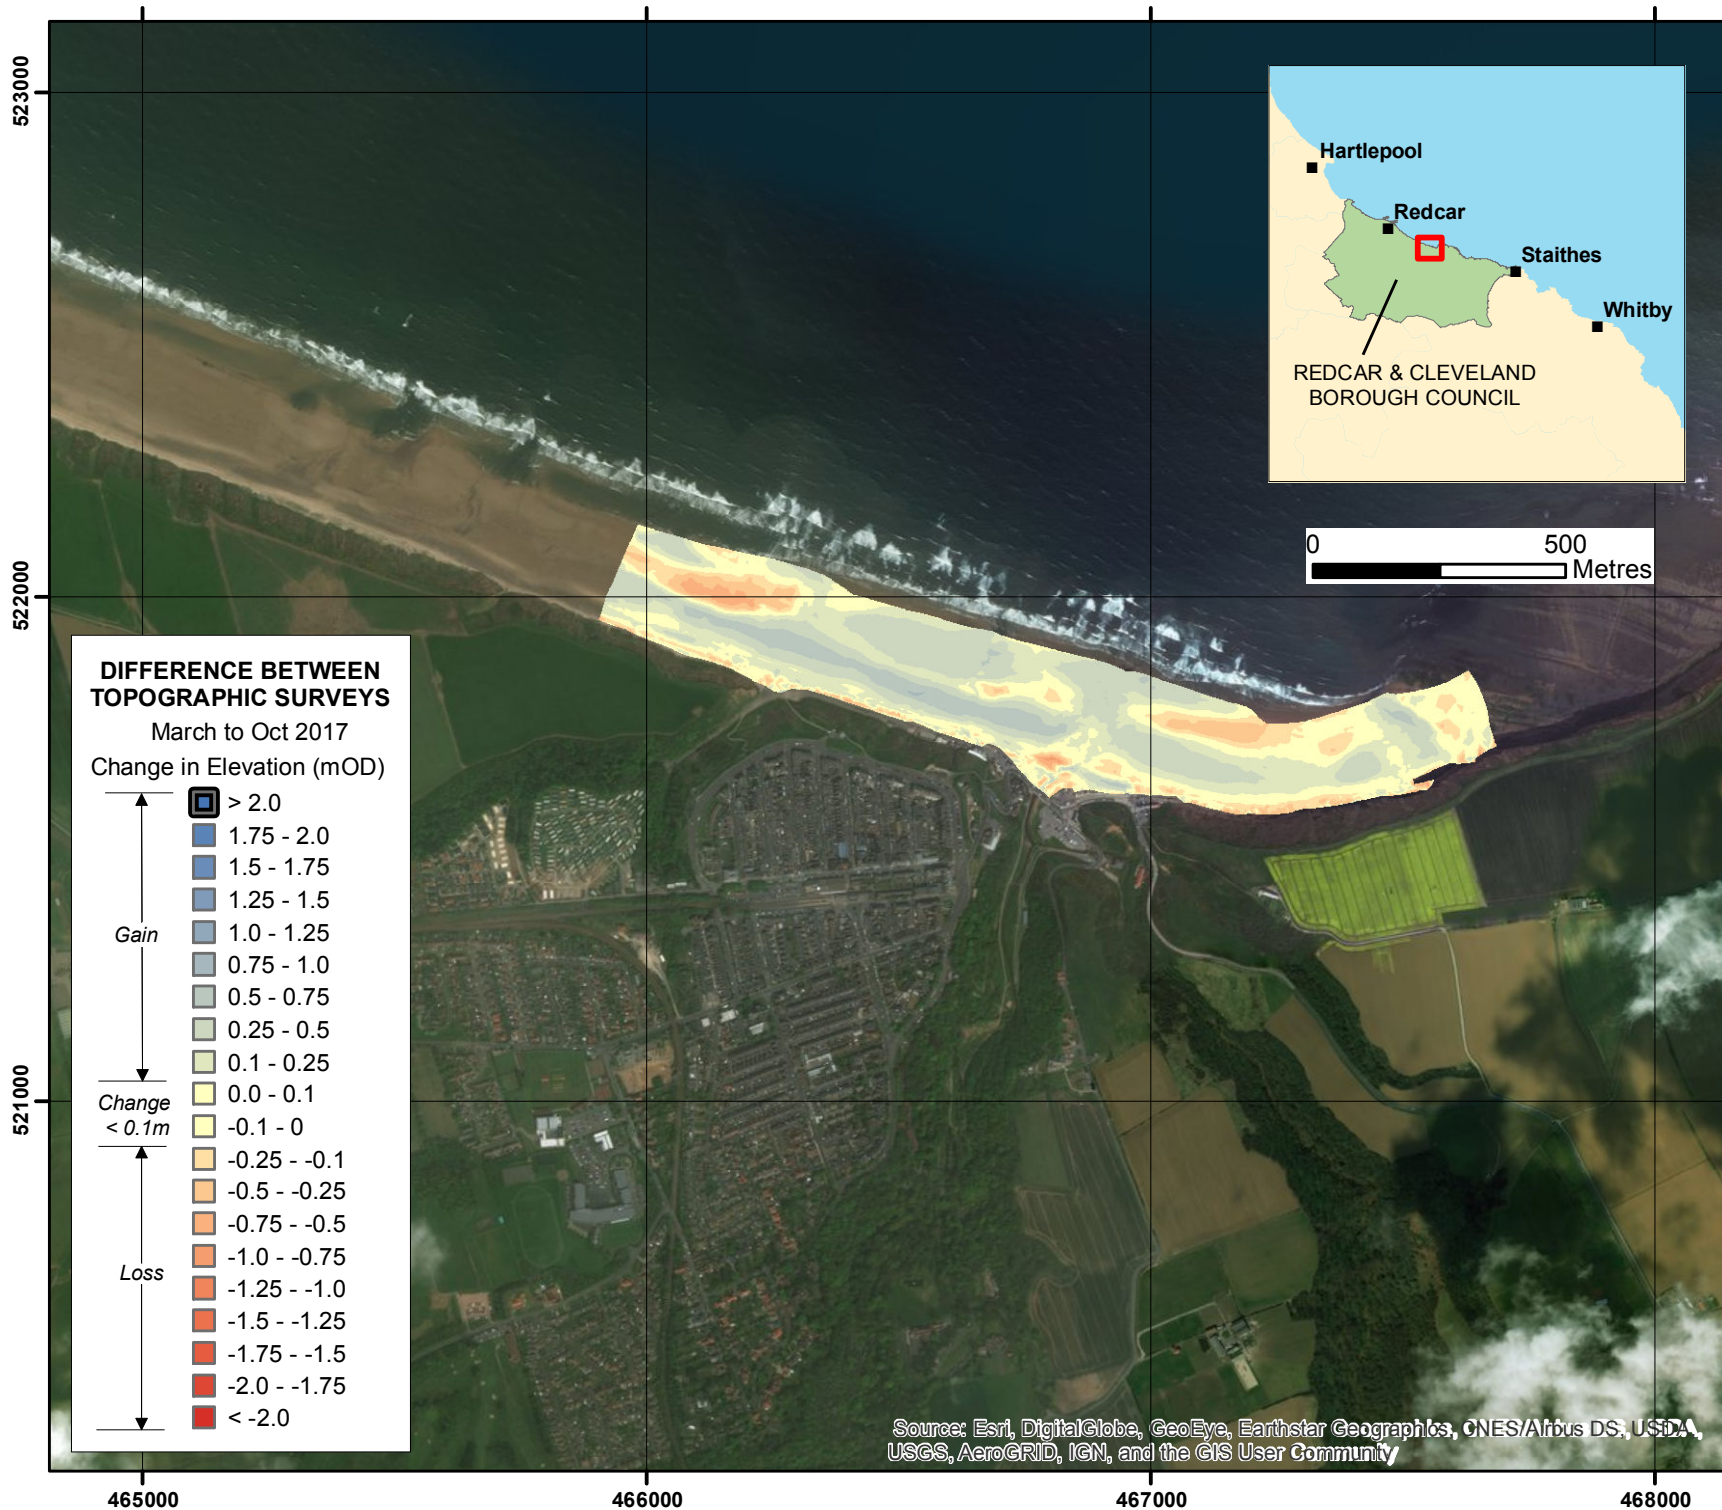 523000
522000
521000
465000
466000
467000
468000
Hartlepool
Redcar
Staithes
Whitby
REDCAR & CLEVELAND
BOROUGH COUNCIL
0 500
Metres
DIFFERENCE BETWEEN
TOPOGRAPHIC SURVEYS
March to Oct 2017
Change in Elevation (mOD)
> 2.0
1.75 - 2.0
1.5 - 1.75
1.25 - 1.5
Gain
1.0 - 1.25
0.75 - 1.0
0.5 - 0.75
0.25 - 0.5
0.1 - 0.25
Change
< 0.1m
0.0 - 0.1
-0.1 - 0
-0.25 - -0.1
-0.5 - -0.25
-0.75 - -0.5
-1.0 - -0.75
Loss
-1.25 - -1.0
-1.5 - -1.25
-1.75 - -1.5
-2.0 - -1.75
< -2.0
Source: Esri, DigitalGlobe, GeoEye, Earthstar Geographics, CNES/Airbus DS, USDA,
USGS, AeroGRID, IGN, and the GIS User Community